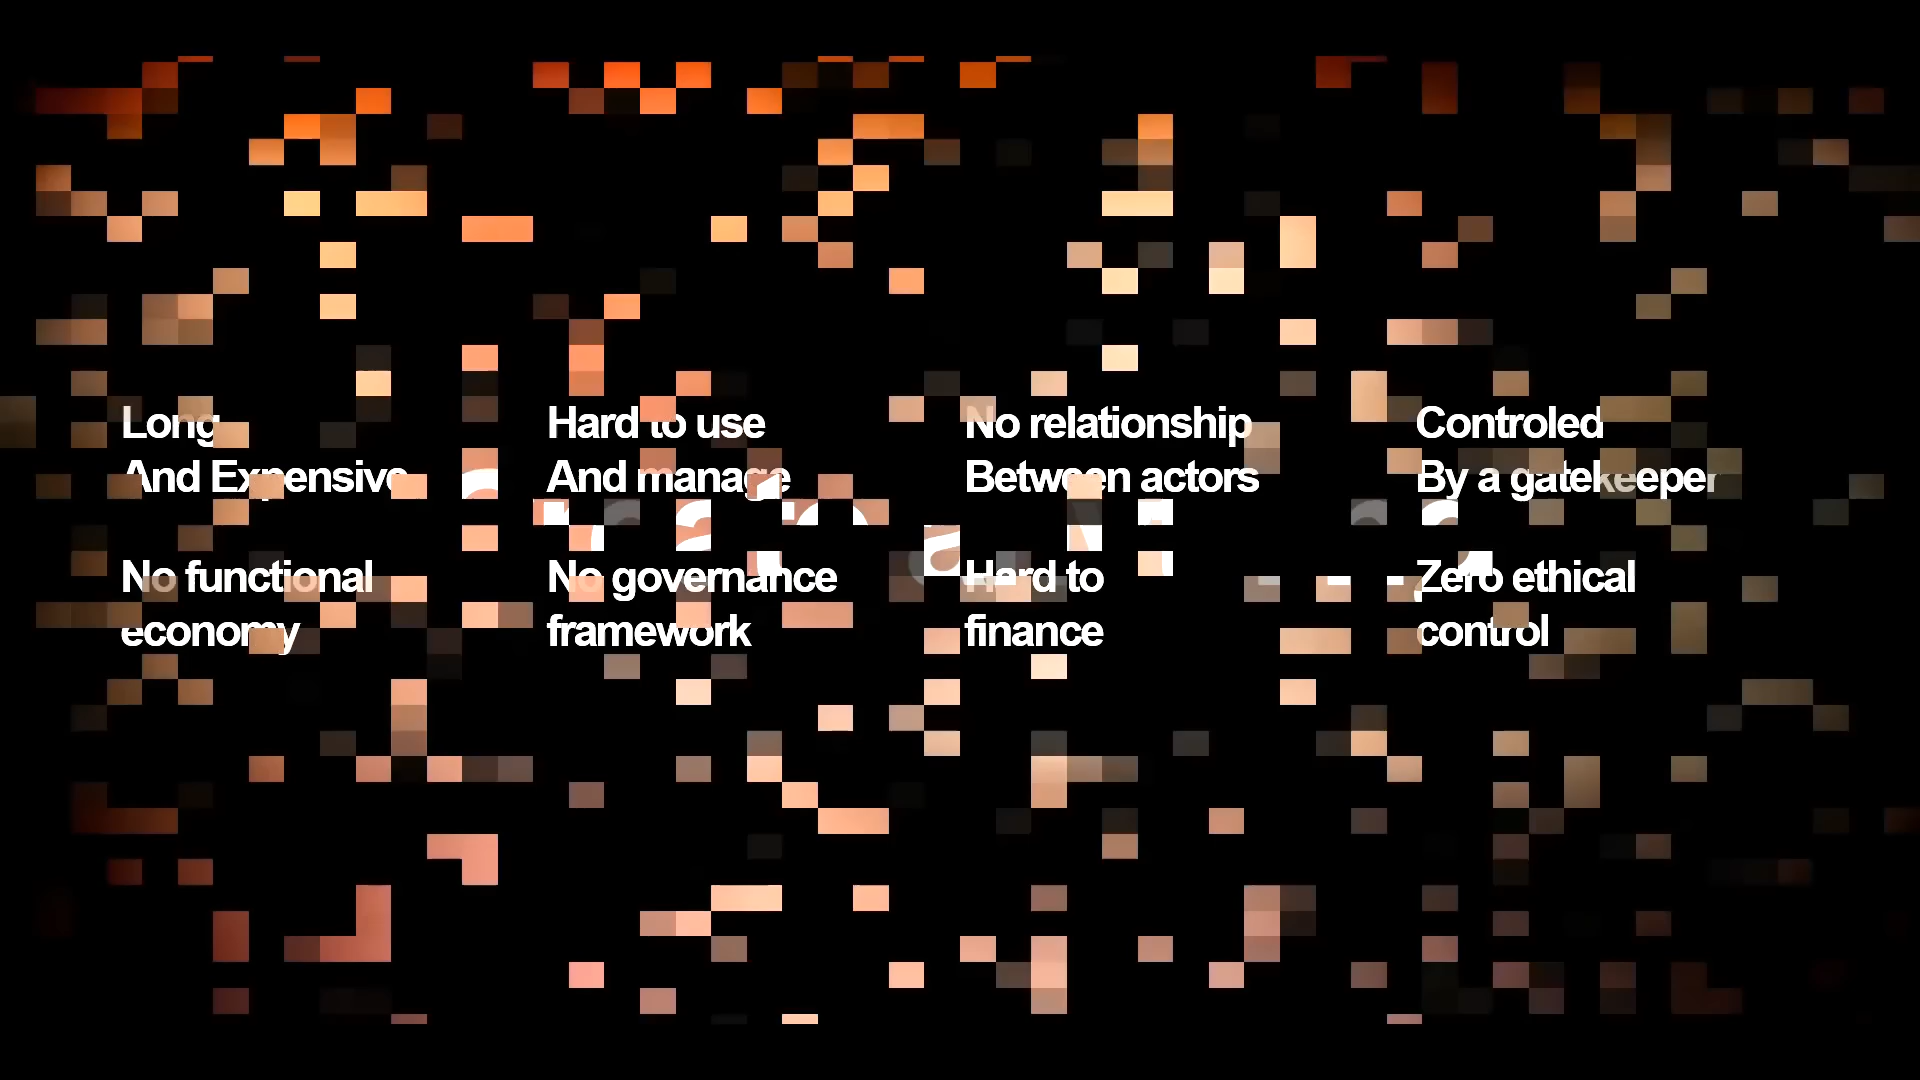 Long
And Expensive
Hard to use
And manage
No relationship
Between actors
Controled
By a gatekeeper
No functional
economy
No governance
framework
Hard to
finance
Zero ethical
control